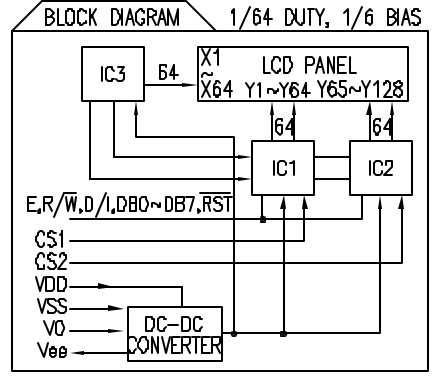 BLOCK DIAGRAM 1/64 DUTY, 1/6 BIAS
IC3
64
X1
~
X64
LCD PANEL
Y1~Y64 Y65~Y128
64
64
IC1
IC2
E,R/W̅,D/I,DB0~DB7,R̅S̅T̅
CS1
CS2
VDD
VSS
V0
Vee
DC-DC
CONVERTER